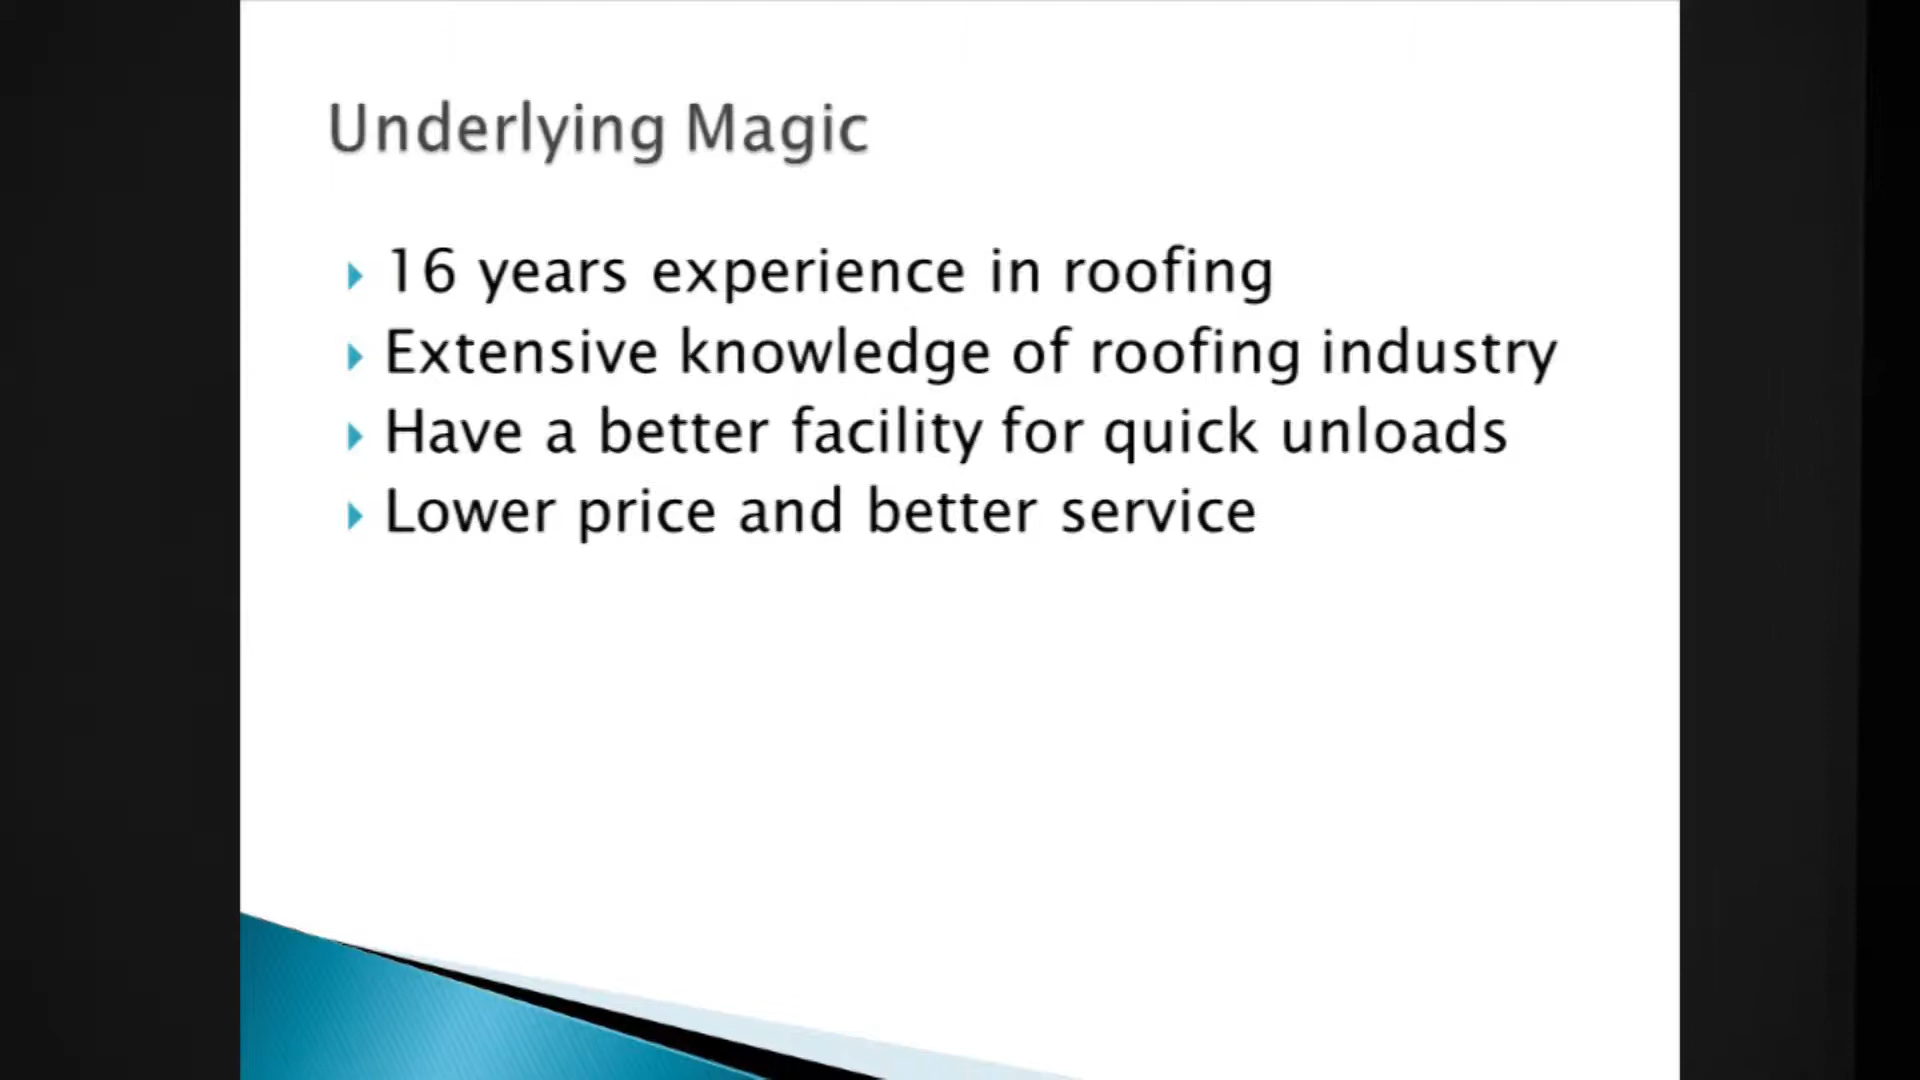 Underlying Magic
16 years experience in roofing
Extensive knowledge of roofing industry
Have a better facility for quick unloads
Lower price and better service